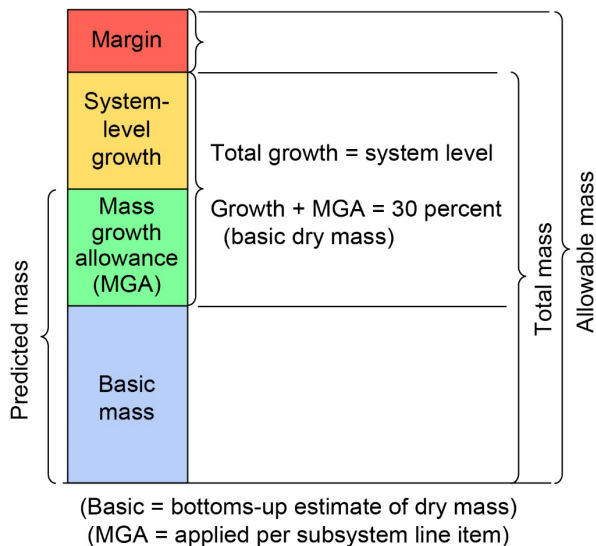 Margin
System-
level
growth
Total growth = system level
Mass
growth
allowance
(MGA)
Growth + MGA = 30 percent
(basic dry mass)
Basic
mass
Predicted mass
Total mass
Allowable mass
(Basic = bottoms-up estimate of dry mass)
(MGA = applied per subsystem line item)